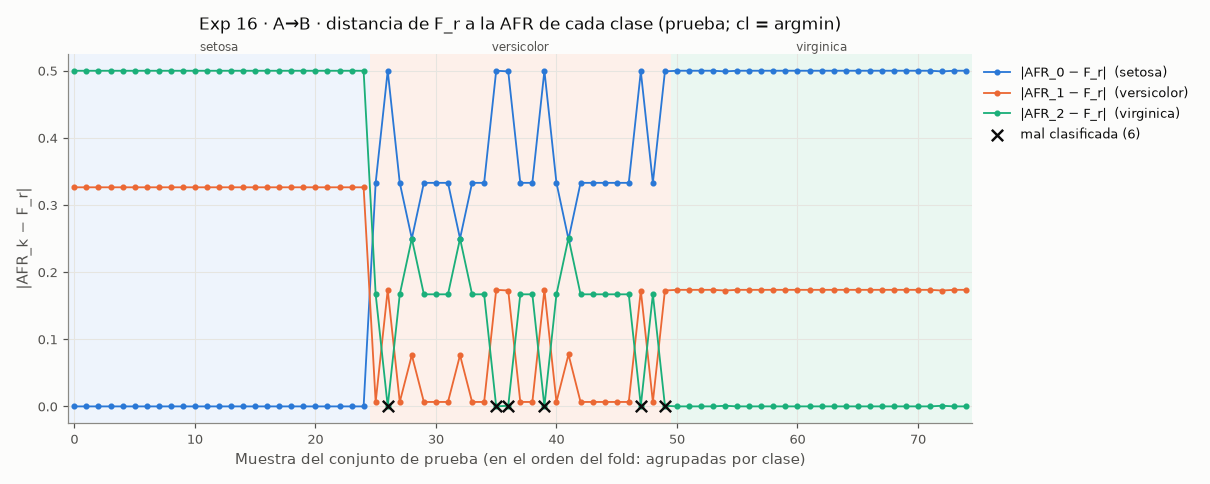 Exp 16 · A→B · distancia de F_r a la AFR de cada clase (prueba; cl = argmin)
setosa
versicolor
virginica
|AFR_0 − F_r| (setosa)
|AFR_1 − F_r| (versicolor)
|AFR_2 − F_r| (virginica)
mal clasificada (6)
|AFR_k − F_r|
0.5
0.4
0.3
0.2
0.1
0.0
0 10 20 30 40 50 60 70
Muestra del conjunto de prueba (en el orden del fold: agrupadas por clase)